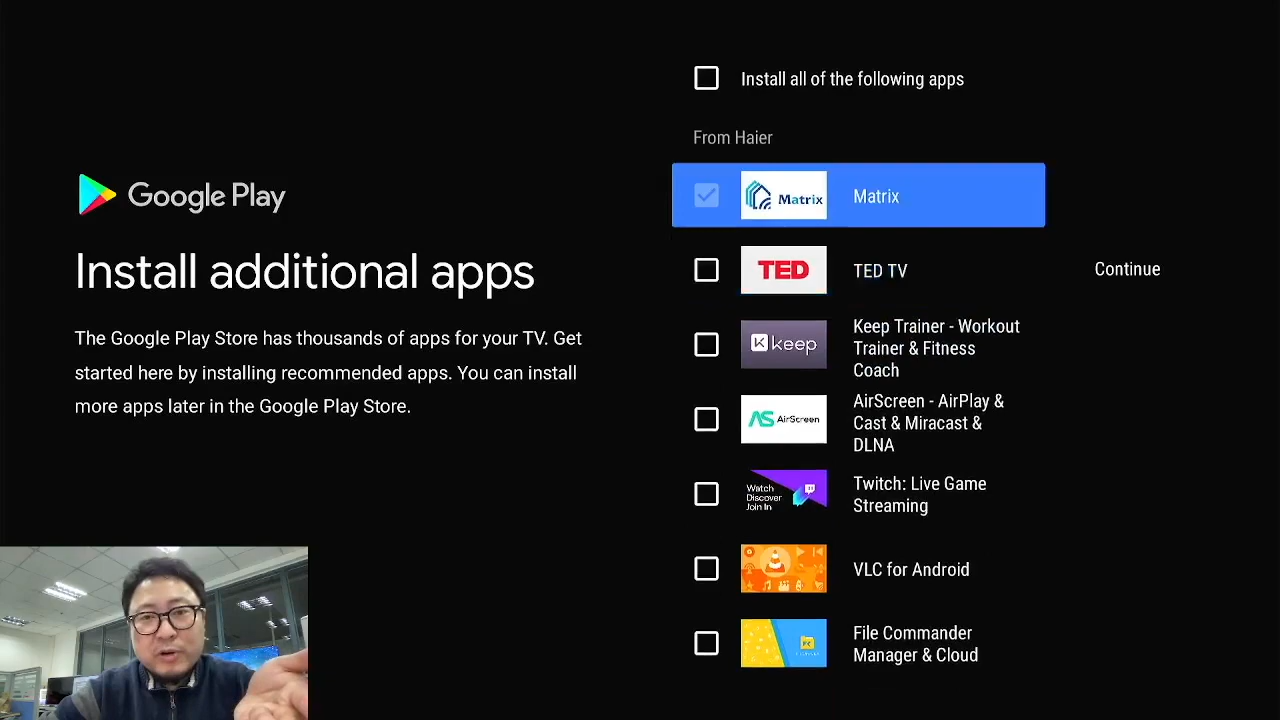 Google Play
Install additional apps
The Google Play Store has thousands of apps for your TV. Get
started here by installing recommended apps. You can install
more apps later in the Google Play Store.
Install all of the following apps
From Haier
Matrix
Matrix
TED
TED TV
Continue
keep
Keep Trainer - Workout
Trainer & Fitness
Coach
AS AirScreen
AirScreen - AirPlay &
Cast & Miracast &
DLNA
Watch
Discover
Join In
Twitch: Live Game
Streaming
VLC for Android
File Commander
Manager & Cloud